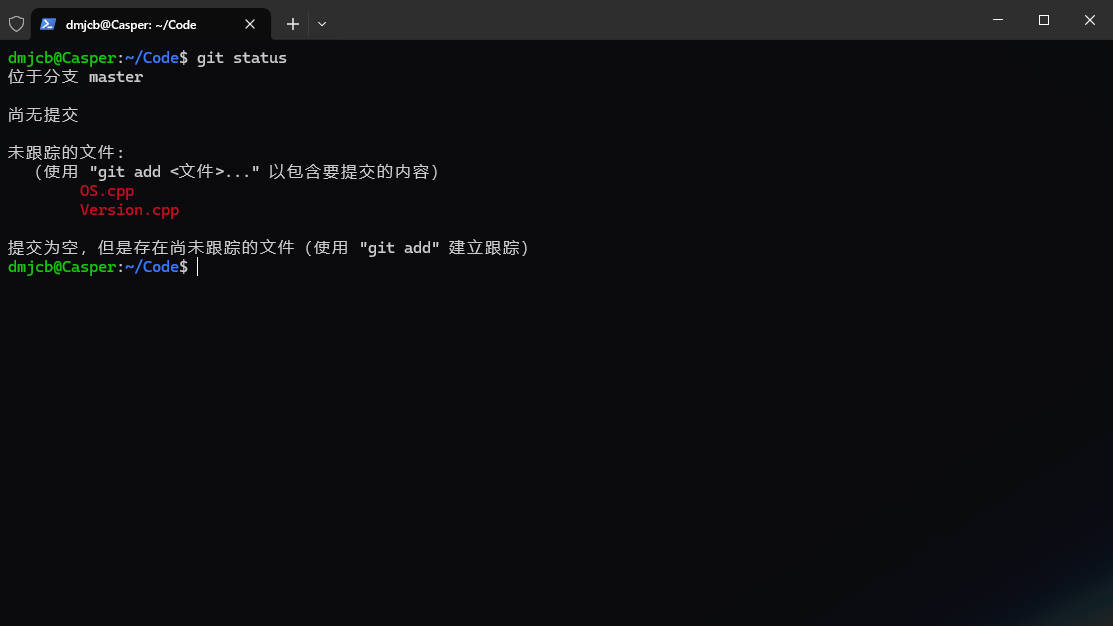 dmjcb@Casper: ~/Code
dmjcb@Casper:~/Code$ git status
位于分支 master
尚无提交
未跟踪的文件:
（使用 "git add <文件>..." 以包含要提交的内容）
OS.cpp
Version.cpp
提交为空，但是存在尚未跟踪的文件（使用 "git add" 建立跟踪）
dmjcb@Casper:~/Code$